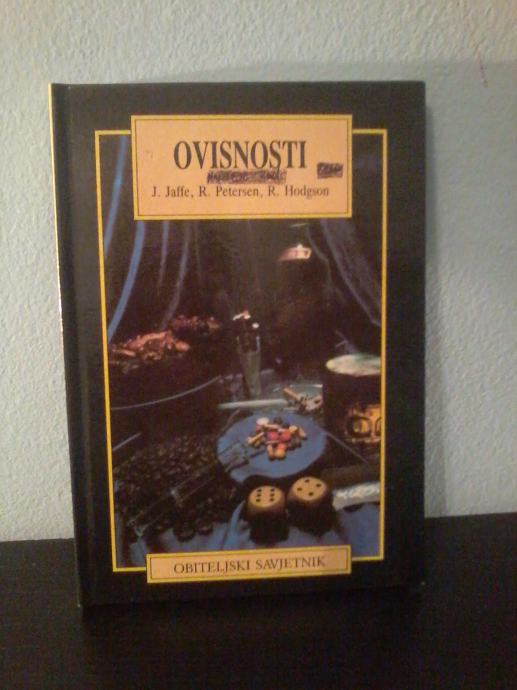 OVISNOSTI
J. Jaffe, R. Petersen, R. Hodgson
OBITELJSKI SAVJETNIK